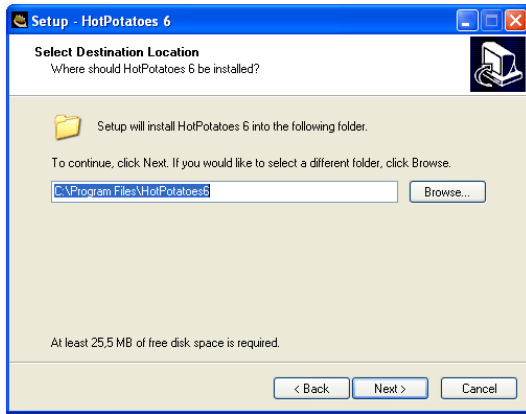 Setup - HotPotatoes 6
Select Destination Location
Where should HotPotatoes 6 be installed?
Setup will install HotPotatoes 6 into the following folder.
To continue, click Next. If you would like to select a different folder, click Browse.
C:\Program Files\HotPotatoes6
Browse...
At least 25,5 MB of free disk space is required.
< Back
Next >
Cancel